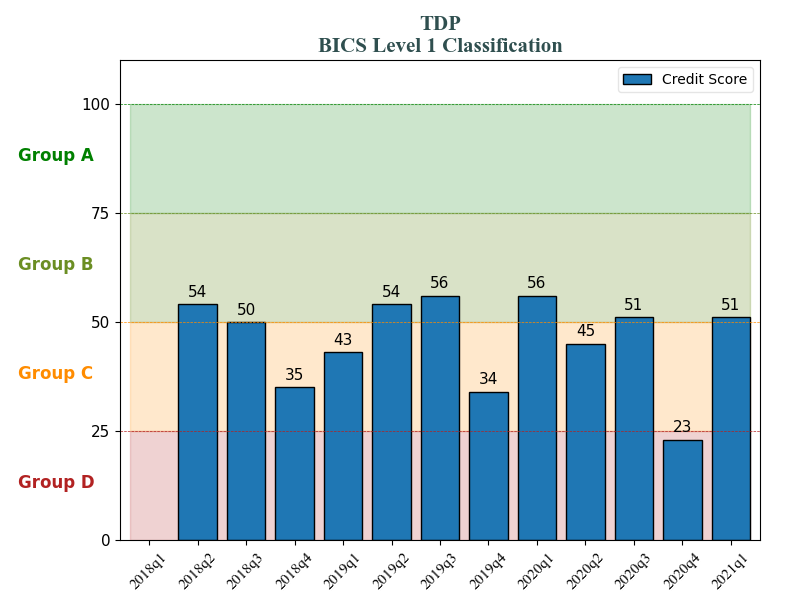 TDP
BICS Level 1 Classification
Credit Score
100
Group A
75
Group B
50
Group C
25
Group D
0
54
50
35
43
54
56
34
56
45
51
23
51
2018q1
2018q2
2018q3
2018q4
2019q1
2019q2
2019q3
2019q4
2020q1
2020q2
2020q3
2020q4
2021q1